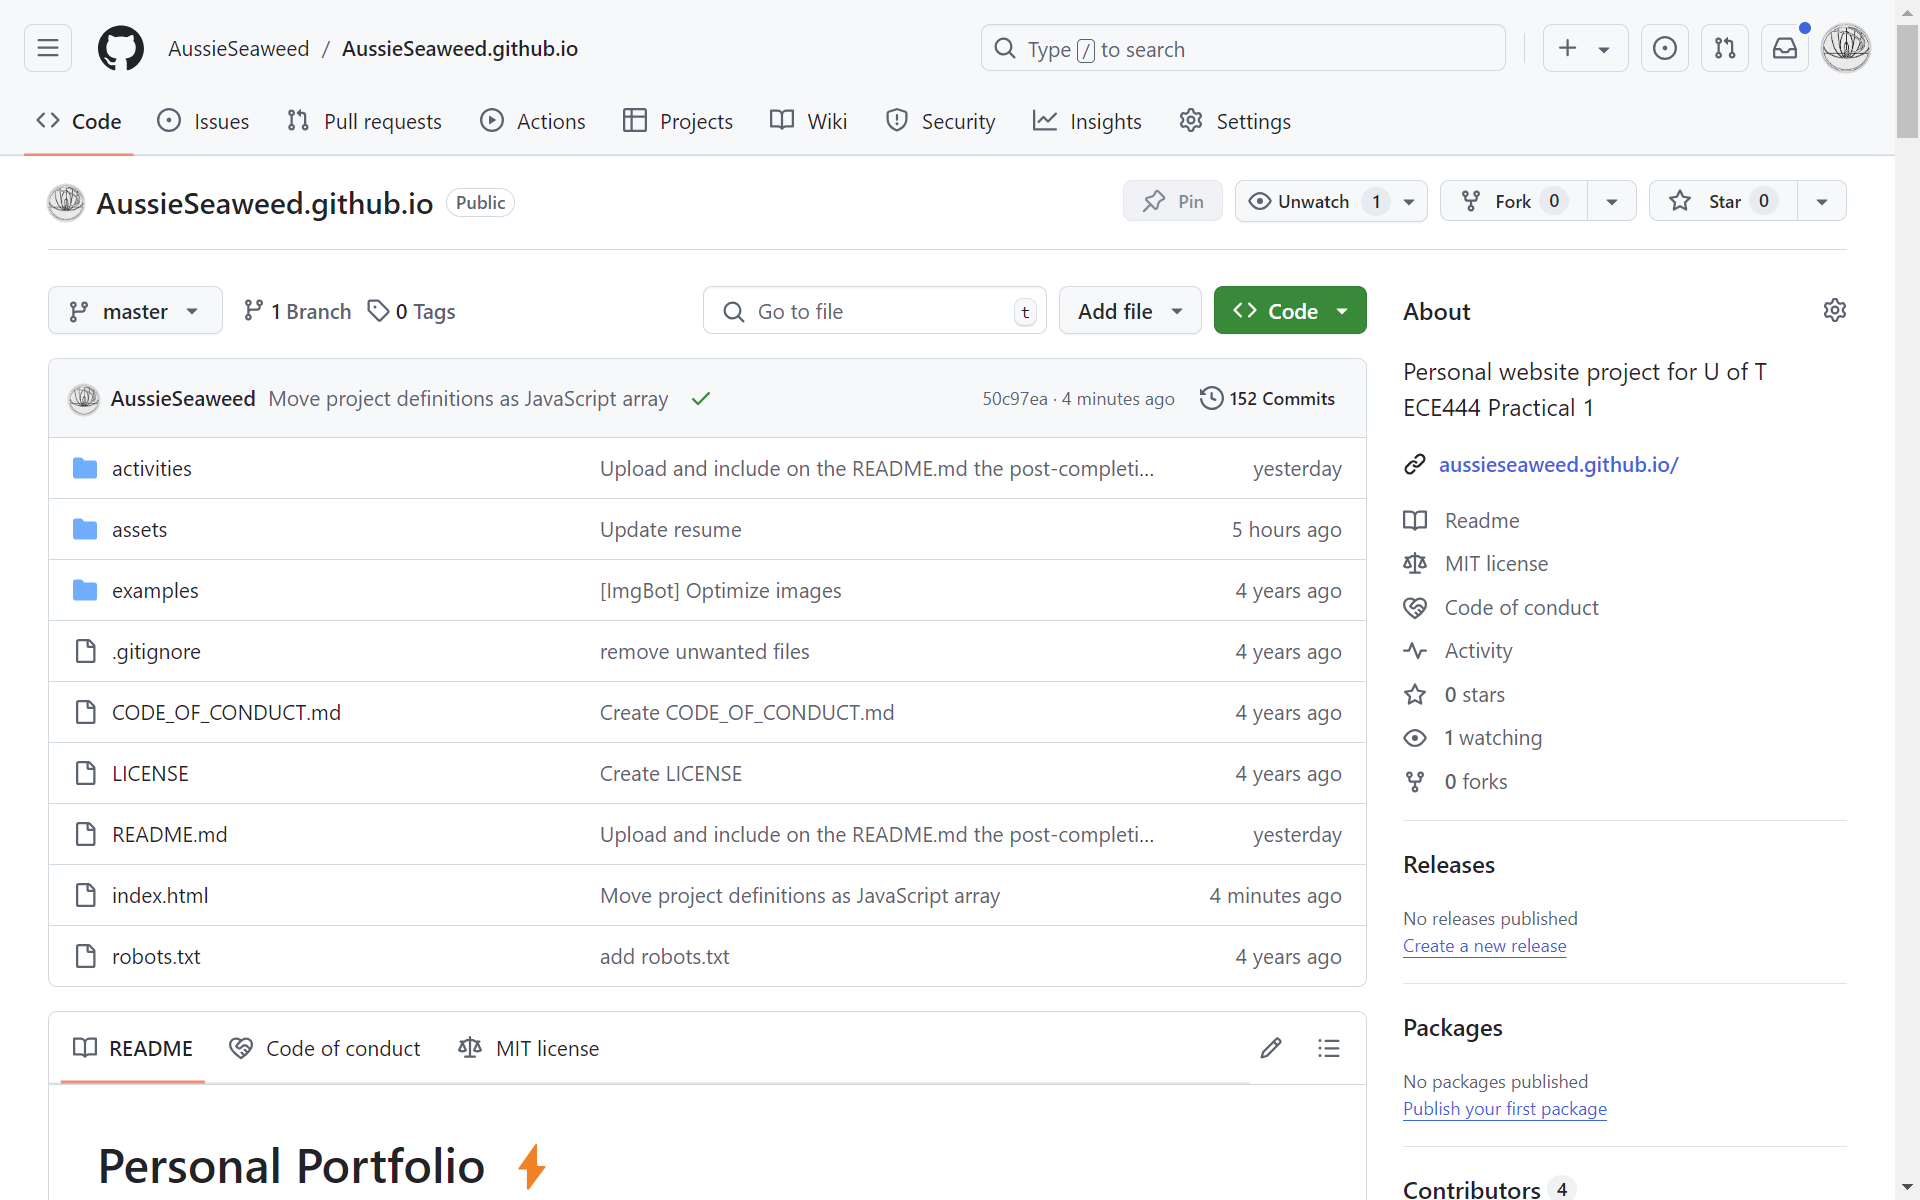 AussieSeaweed / AussieSeaweed.github.io
Type / to search
Code Issues Pull requests Actions Projects Wiki Security Insights Settings
AussieSeaweed.github.io Public
Pin Unwatch 1 Fork 0 Star 0
master 1 Branch 0 Tags Go to file t Add file Code
AussieSeaweed Move project definitions as JavaScript array 50c97ea · 4 minutes ago 152 Commits
activities Upload and include on the README.md the post-completi... yesterday
assets Update resume 5 hours ago
examples [ImgBot] Optimize images 4 years ago
.gitignore remove unwanted files 4 years ago
CODE_OF_CONDUCT.md Create CODE_OF_CONDUCT.md 4 years ago
LICENSE Create LICENSE 4 years ago
README.md Upload and include on the README.md the post-completi... yesterday
index.html Move project definitions as JavaScript array 4 minutes ago
robots.txt add robots.txt 4 years ago
README Code of conduct MIT license
Personal Portfolio
About
Personal website project for U of T
ECE444 Practical 1
aussieseaweed.github.io/
Readme
MIT license
Code of conduct
Activity
0 stars
1 watching
0 forks
Releases
No releases published
Create a new release
Packages
No packages published
Publish your first package
Contributors 4